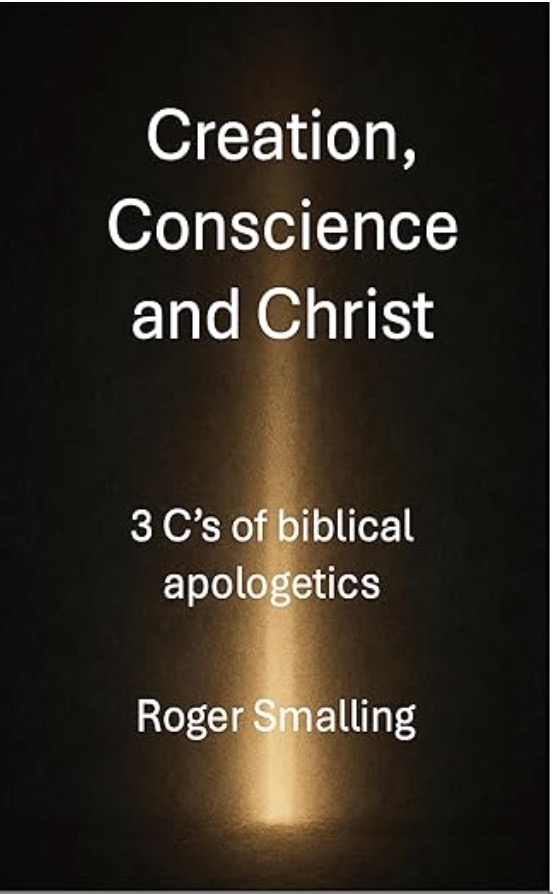 Creation,
Conscience
and Christ
3 C’s of biblical
apologetics
Roger Smalling